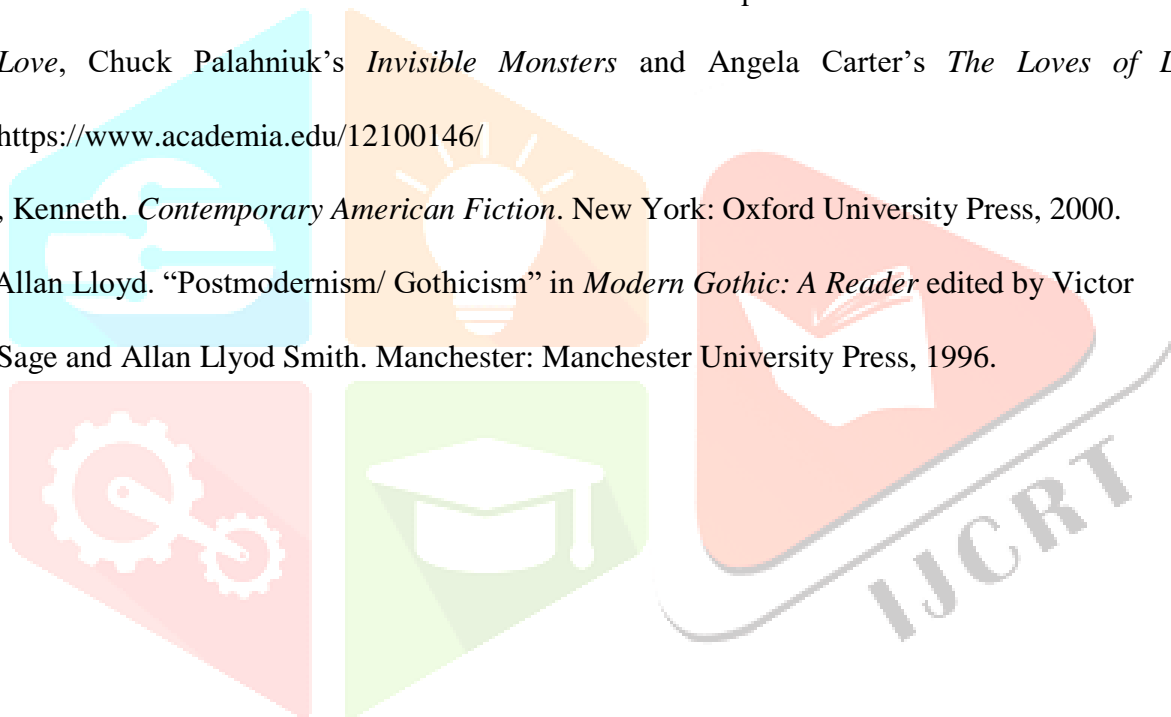 Love, Chuck Palahniuk’s Invisible Monsters and Angela Carter’s The Loves of
https://www.academia.edu/12100146/
, Kenneth. Contemporary American Fiction. New York: Oxford University Press, 2000.
Allan Lloyd. “Postmodernism/ Gothicism” in Modern Gothic: A Reader edited by Victor
Sage and Allan Llyod Smith. Manchester: Manchester University Press, 1996.
IJCRT